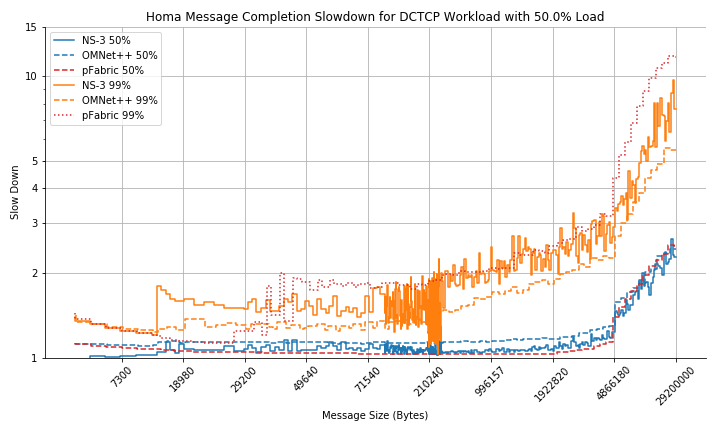 Homa Message Completion Slowdown for DCTCP Workload with 50.0% Load
NS-3 50%
OMNet++ 50%
pFabric 50%
NS-3 99%
OMNet++ 99%
pFabric 99%
Slow Down
15
10
5
4
3
2
1
7300
18980
29200
49640
71540
210240
996157
1922820
4866180
29200000
Message Size (Bytes)